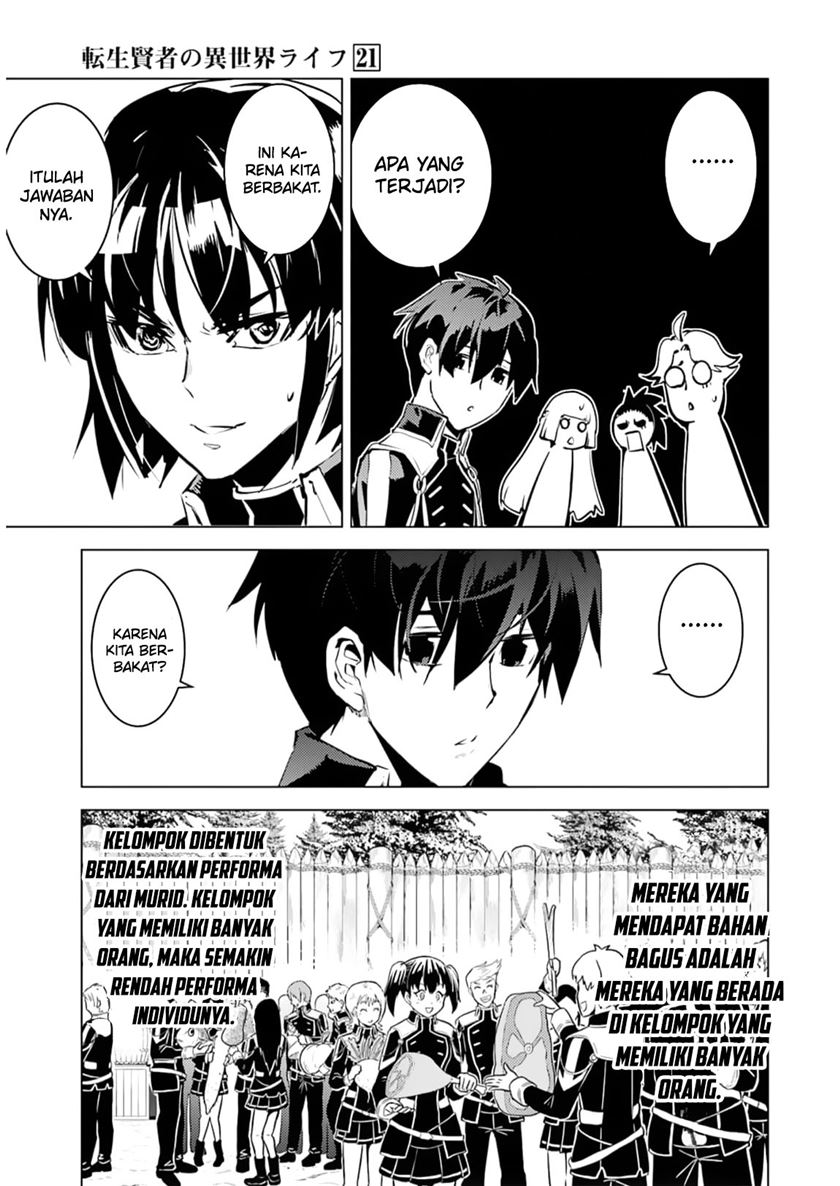 転生賢者の異世界ライフ 21
……
APA YANG
TERJADI?
INI KA-
RENA KITA
BERBAKAT.
ITULAH
JAWABAN
NYA.
……
KARENA
KITA BER-
BAKAT?
MEREKA YANG
MENDAPAT BAHAN
BAGUS ADALAH
MEREKA YANG BERADA
DI KELOMPOK YANG
MEMILIKI BANYAK
ORANG.
KELOMPOK DIBENTUK
BERDASARKAN PERFORMA
DARI MURID. KELOMPOK
YANG MEMILIKI BANYAK
ORANG, MAKA SEMAKIN
RENDAH PERFORMA
INDIVIDUNYA.